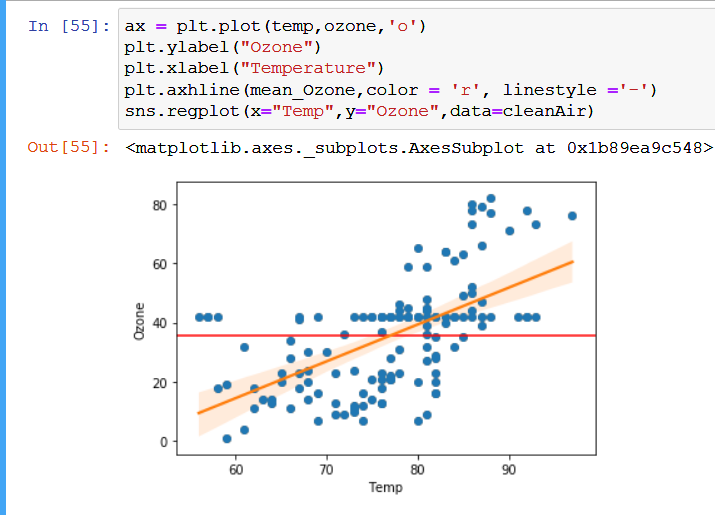 In [55]: ax = plt.plot(temp,ozone,'o')
plt.ylabel("Ozone")
plt.xlabel("Temperature")
plt.axhline(mean_Ozone,color = 'r', linestyle ='-')
sns.regplot(x="Temp",y="Ozone",data=cleanAir)
Out[55]: <matplotlib.axes._subplots.AxesSubplot at 0x1b89ea9c548>
80
60
40
20
0
Ozone
60 70 80 90
Temp